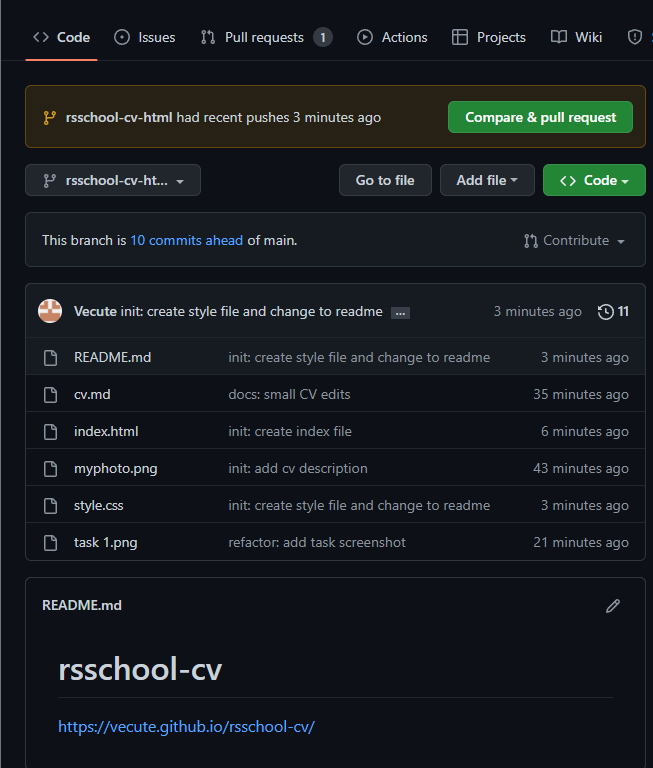 Code Issues Pull requests 1 Actions Projects Wiki
rsschool-cv-html had recent pushes 3 minutes ago Compare & pull request
rsschool-cv-ht... Go to file Add file Code
This branch is 10 commits ahead of main. Contribute
Vecute init: create style file and change to readme ... 3 minutes ago 11
README.md init: create style file and change to readme 3 minutes ago
cv.md docs: small CV edits 35 minutes ago
index.html init: create index file 6 minutes ago
myphoto.png init: add cv description 43 minutes ago
style.css init: create style file and change to readme 3 minutes ago
task 1.png refactor: add task screenshot 21 minutes ago
README.md
rsschool-cv
https://vecute.github.io/rsschool-cv/